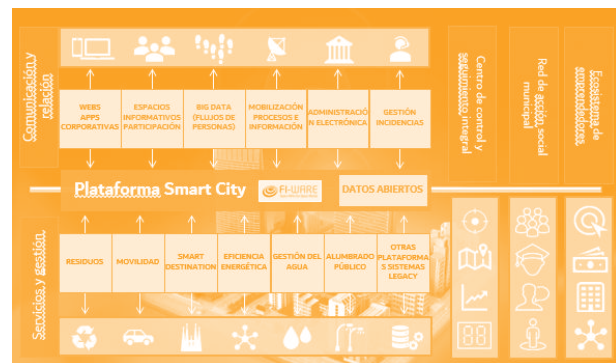 Comunicación y
relación
WEBS
APPS
CORPORATIVAS
ESPACIOS
INFORMATIVOS
PARTICIPACIÓN
BIG DATA
(FLUJOS DE
PERSONAS)
MOBILIZACIÓN
PROCESOS E
INFORMACIÓN
ADMINISTRACIÓ
N ELECTRÓNICA
GESTIÓN
INCIDENCIAS
Centro de control y
seguimiento integral
Red de acción social
municipal
Ecosistema de
emprendedores
Plataforma Smart City
FI-WARE
DATOS ABIERTOS
Servicios y gestión
RESIDUOS
MOVILIDAD
SMART
DESTINATION
EFICIENCIA
ENERGÉTICA
GESTIÓN DEL
AGUA
ALUMBRADO
PÚBLICO
OTRAS
PLATAFORMA
S SISTEMAS
LEGACY